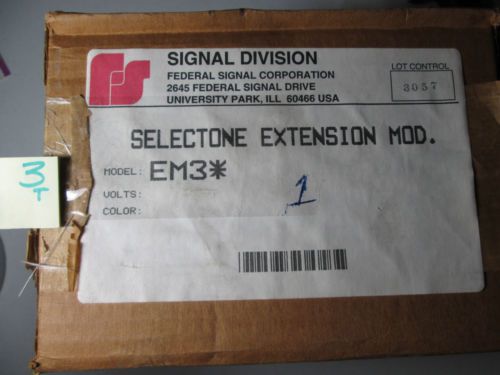 SIGNAL DIVISION
FEDERAL SIGNAL CORPORATION
2645 FEDERAL SIGNAL DRIVE
UNIVERSITY PARK, ILL 60466 USA
LOT CONTROL
3057
SELECTONE EXTENSION MOD.
MODEL: EM3*
VOLTS:
COLOR:
1
3
T